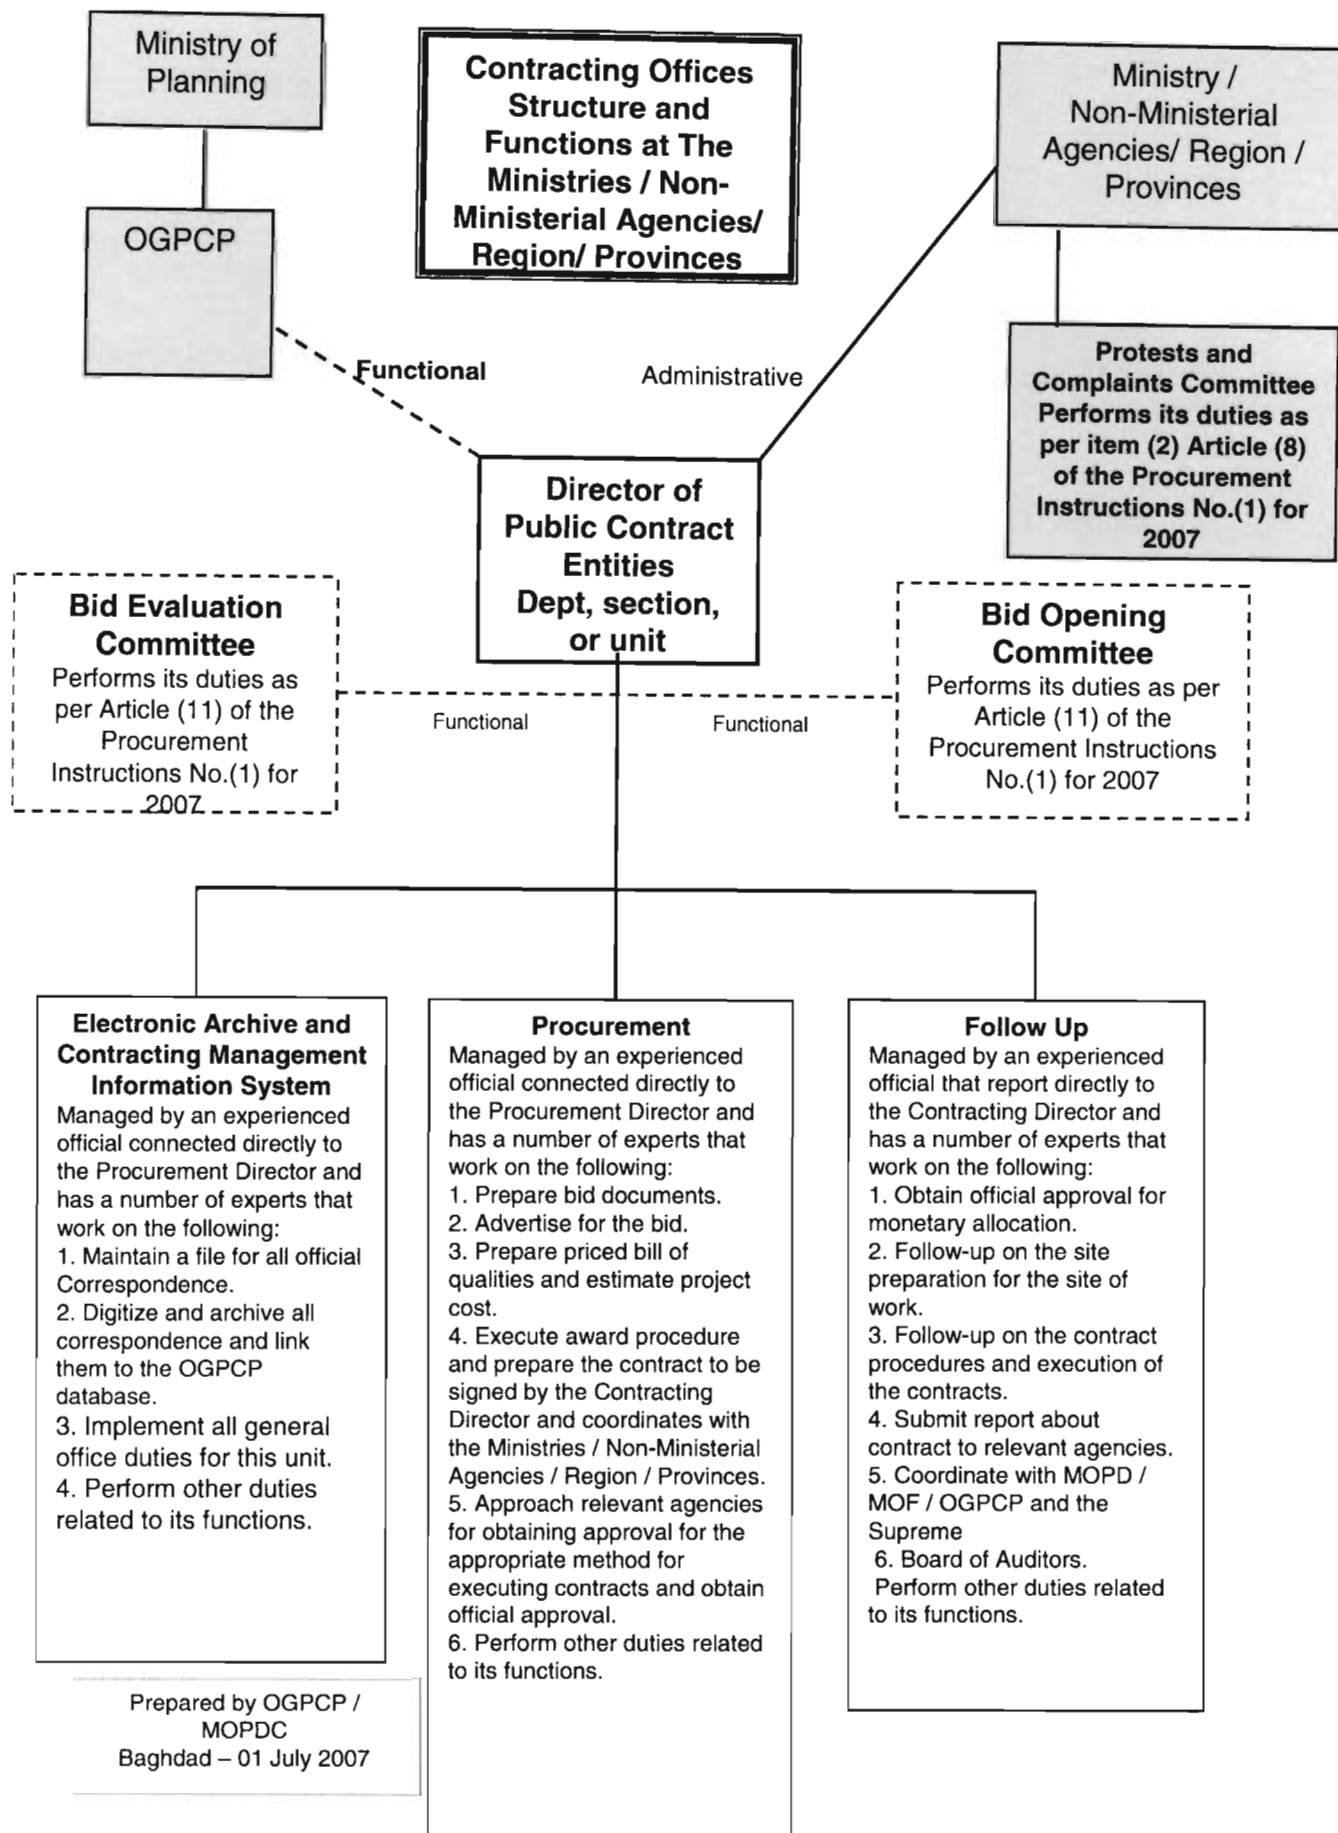 Ministry of
Planning
Contracting Offices
Structure and
Functions at The
Ministries / Non-
Ministerial Agencies/
Region/ Provinces
Ministry /
Non-Ministerial
Agencies/ Region /
Provinces
OGPCP
Functional
Administrative
Protests and
Complaints Committee
Performs its duties as
per item (2) Article (8)
of the Procurement
Instructions No.(1) for
2007
Director of
Public Contract
Entities
Dept, section,
or unit
Bid Evaluation
Committee
Performs its duties as
per Article (11) of the
Procurement
Instructions No.(1) for
2007
Functional
Functional
Bid Opening
Committee
Performs its duties as per
Article (11) of the
Procurement Instructions
No.(1) for 2007
Electronic Archive and
Contracting Management
Information System
Managed by an experienced
official connected directly to
the Procurement Director and
has a number of experts that
work on the following:
1. Maintain a file for all official
Correspondence.
2. Digitize and archive all
correspondence and link
them to the OGPCP
database.
3. Implement all general
office duties for this unit.
4. Perform other duties
related to its functions.
Procurement
Managed by an experienced
official connected directly to
the Procurement Director and
has a number of experts that
work on the following:
1. Prepare bid documents.
2. Advertise for the bid.
3. Prepare priced bill of
qualities and estimate project
cost.
4. Execute award procedure
and prepare the contract to be
signed by the Contracting
Director and coordinates with
the Ministries / Non-Ministerial
Agencies / Region / Provinces.
5. Approach relevant agencies
for obtaining approval for the
appropriate method for
executing contracts and obtain
official approval.
6. Perform other duties related
to its functions.
Follow Up
Managed by an experienced
official that report directly to
the Contracting Director and
has a number of experts that
work on the following:
1. Obtain official approval for
monetary allocation.
2. Follow-up on the site
preparation for the site of
work.
3. Follow-up on the contract
procedures and execution of
the contracts.
4. Submit report about
contract to relevant agencies.
5. Coordinate with MOPD /
MOF / OGPCP and the
Supreme
6. Board of Auditors.
Perform other duties related
to its functions.
Prepared by OGPCP /
MOPDC
Baghdad – 01 July 2007